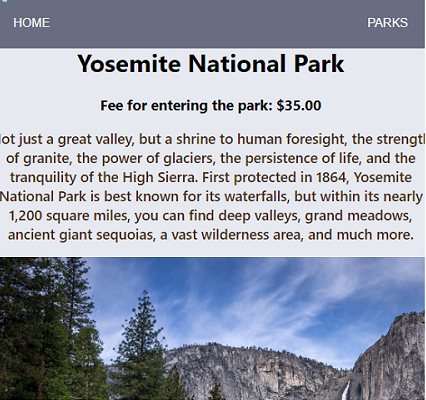 HOME PARKS
Yosemite National Park
Fee for entering the park: $35.00
ot just a great valley, but a shrine to human foresight, the strengt
of granite, the power of glaciers, the persistence of life, and the
tranquility of the High Sierra. First protected in 1864, Yosemite
National Park is best known for its waterfalls, but within its nearly
1,200 square miles, you can find deep valleys, grand meadows,
ancient giant sequoias, a vast wilderness area, and much more.